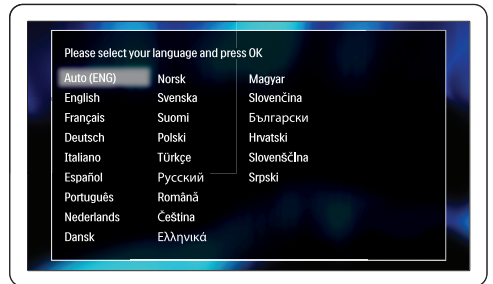 Please select your language and press OK
Auto (ENG)
English
Français
Deutsch
Italiano
Español
Português
Nederlands
Dansk
Norsk
Svenska
Suomi
Polski
Türkçe
Русский
Română
Čeština
Ελληνικά
Magyar
Slovenčina
Български
Hrvatski
SlovenšČIna
Srpski